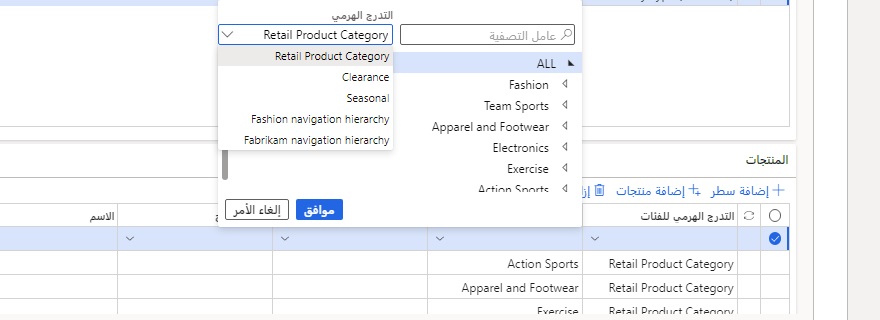 التدرج الهرمي
عامل التصفية
Retail Product Category
ALL
Retail Product Category
Fashion
Clearance
Team Sports
Seasonal
Apparel and Footwear
Fashion navigation hierarchy
Electronics
Fabrikam navigation hierarchy
Exercise
Action Sports
موافق
إلغاء الأمر
المنتجات
إضافة سطر
إضافة منتجات
التدرج الهرمي للفئات
الاسم
Retail Product Category
Action Sports
Retail Product Category
Apparel and Footwear
Retail Product Category
Exercise